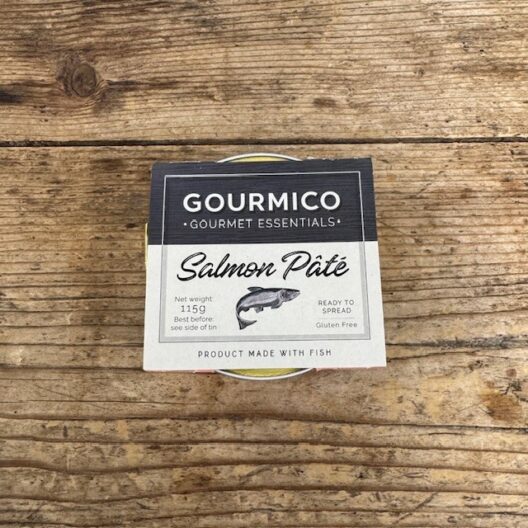 GOURMICO
•GOURMET ESSENTIALS•
Salmon Pâté
Net weight:
115g
Best before:
see side of tin
READY TO
SPREAD
Gluten Free
PRODUCT MADE WITH FISH